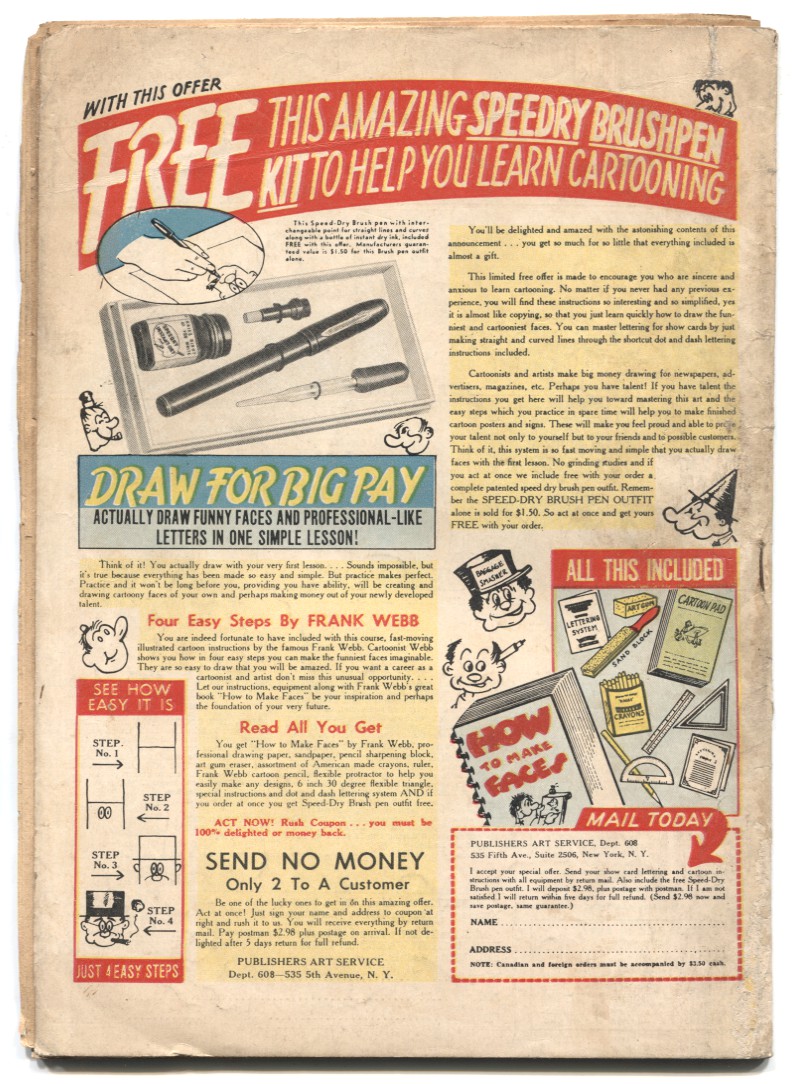 WITH THIS OFFER
FREE
THIS AMAZING SPEEDRY BRUSHPEN
KIT TO HELP YOU LEARN CARTOONING
This Speed-Dry Brush pen with inter-
changeable point for straight lines and curves
along with a bottle of instant dry ink, included
FREE with this offer. Manufacturers guaran-
teed value is $1.50 for this Brush pen outfit
alone.
DRAW FOR BIG PAY
ACTUALLY DRAW FUNNY FACES AND PROFESSIONAL-LIKE
LETTERS IN ONE SIMPLE LESSON!
Think of it! You actually draw with your very first lesson. . . . Sounds impossible, but
it's true because everything has been made so easy and simple. But practice makes perfect.
Practice and it won't be long before you, providing you have ability, will be creating and
drawing cartoony faces of your own and perhaps making money out of your newly developed
talent.
Four Easy Steps By FRANK WEBB
You are indeed fortunate to have included with this course, fast-moving
illustrated cartoon instructions by the famous Frank Webb. Cartoonist Webb
shows you how in four easy steps you can make the funniest faces imaginable.
They are so easy to draw that you will be amazed. If you want a career as a
cartoonist and artist don't miss this unusual opportunity. . . .
Let our instructions, equipment along with Frank Webb's great
book "How to Make Faces" be your inspiration and perhaps
the foundation of your very future.
SEE HOW
EASY IT IS
STEP
No. 1
STEP
No. 2
STEP
No. 3
STEP
No. 4
JUST 4 EASY STEPS
Read All You Get
You get "How to Make Faces" by Frank Webb, pro-
fessional drawing paper, sandpaper, pencil sharpening block,
art gum eraser, assortment of American made crayons, ruler,
Frank Webb cartoon pencil, flexible protractor to help you
easily make any designs, 6 inch 30 degree flexible triangle,
special instructions and dot and dash lettering system AND if
you order at once you get Speed-Dry Brush pen outfit free.
ACT NOW! Rush Coupon . . . you must be
100% delighted or money back.
SEND NO MONEY
Only 2 To A Customer
Be one of the lucky ones to get in on this amazing offer.
Act at once! Just sign your name and address to coupon at
right and rush it to us. You will receive everything by return
mail. Pay postman $2.98 plus postage on arrival. If not de-
lighted after 5 days return for full refund.
PUBLISHERS ART SERVICE
Dept. 608—535 5th Avenue, N. Y.
You'll be delighted and amazed with the astonishing contents of this
announcement . . . you get so much for so little that everything included is
almost a gift.
This limited free offer is made to encourage you who are sincere and
anxious to learn cartooning. No matter if you never had any previous ex-
perience, you will find these instructions so interesting and so simplified, yes
it is almost like copying, so that you just learn quickly how to draw the fun-
niest and cartooniest faces. You can master lettering for show cards by just
making straight and curved lines through the shortcut dot and dash lettering
instructions included.
Cartoonists and artists make big money drawing for newspapers, ad-
vertisers, magazines, etc. Perhaps you have talent! If you have talent the
instructions you get here will help you toward mastering this art and the
easy steps which you practice in spare time will help you to make finished
cartoon posters and signs. These will make you feel proud and able to prove
your talent not only to yourself but to your friends and to possible customers.
Think of it, this system is so fast moving and simple that you actually draw
faces with the first lesson. No grinding studies and if
you act at once we include free with your order a
complete patented speed dry brush pen outfit. Remem-
ber the SPEED-DRY BRUSH PEN OUTFIT
alone is sold for $1.50. So act at once and get yours
FREE with your order.
BAGGAGE
SMASHER
ALL THIS INCLUDED
LETTERING
SYSTEM
ART GUM
SAND BLOCK
CARTOON PAD
CRAYONS
HOW
TO MAKE
FACES
MAIL TODAY
PUBLISHERS ART SERVICE, Dept. 608
535 Fifth Ave., Suite 2506, New York, N. Y.
I accept your special offer. Send your show card lettering and cartoon in-
structions with all equipment by return mail. Also include the free Speed-Dry
Brush pen outfit. I will deposit $2.98, plus postage with postman. If I am not
satisfied I will return within five days for full refund. (Send $2.98 now and
save postage, same guarantee.)
NAME
ADDRESS
NOTE: Canadian and foreign orders must be accompanied by $3.50 cash.